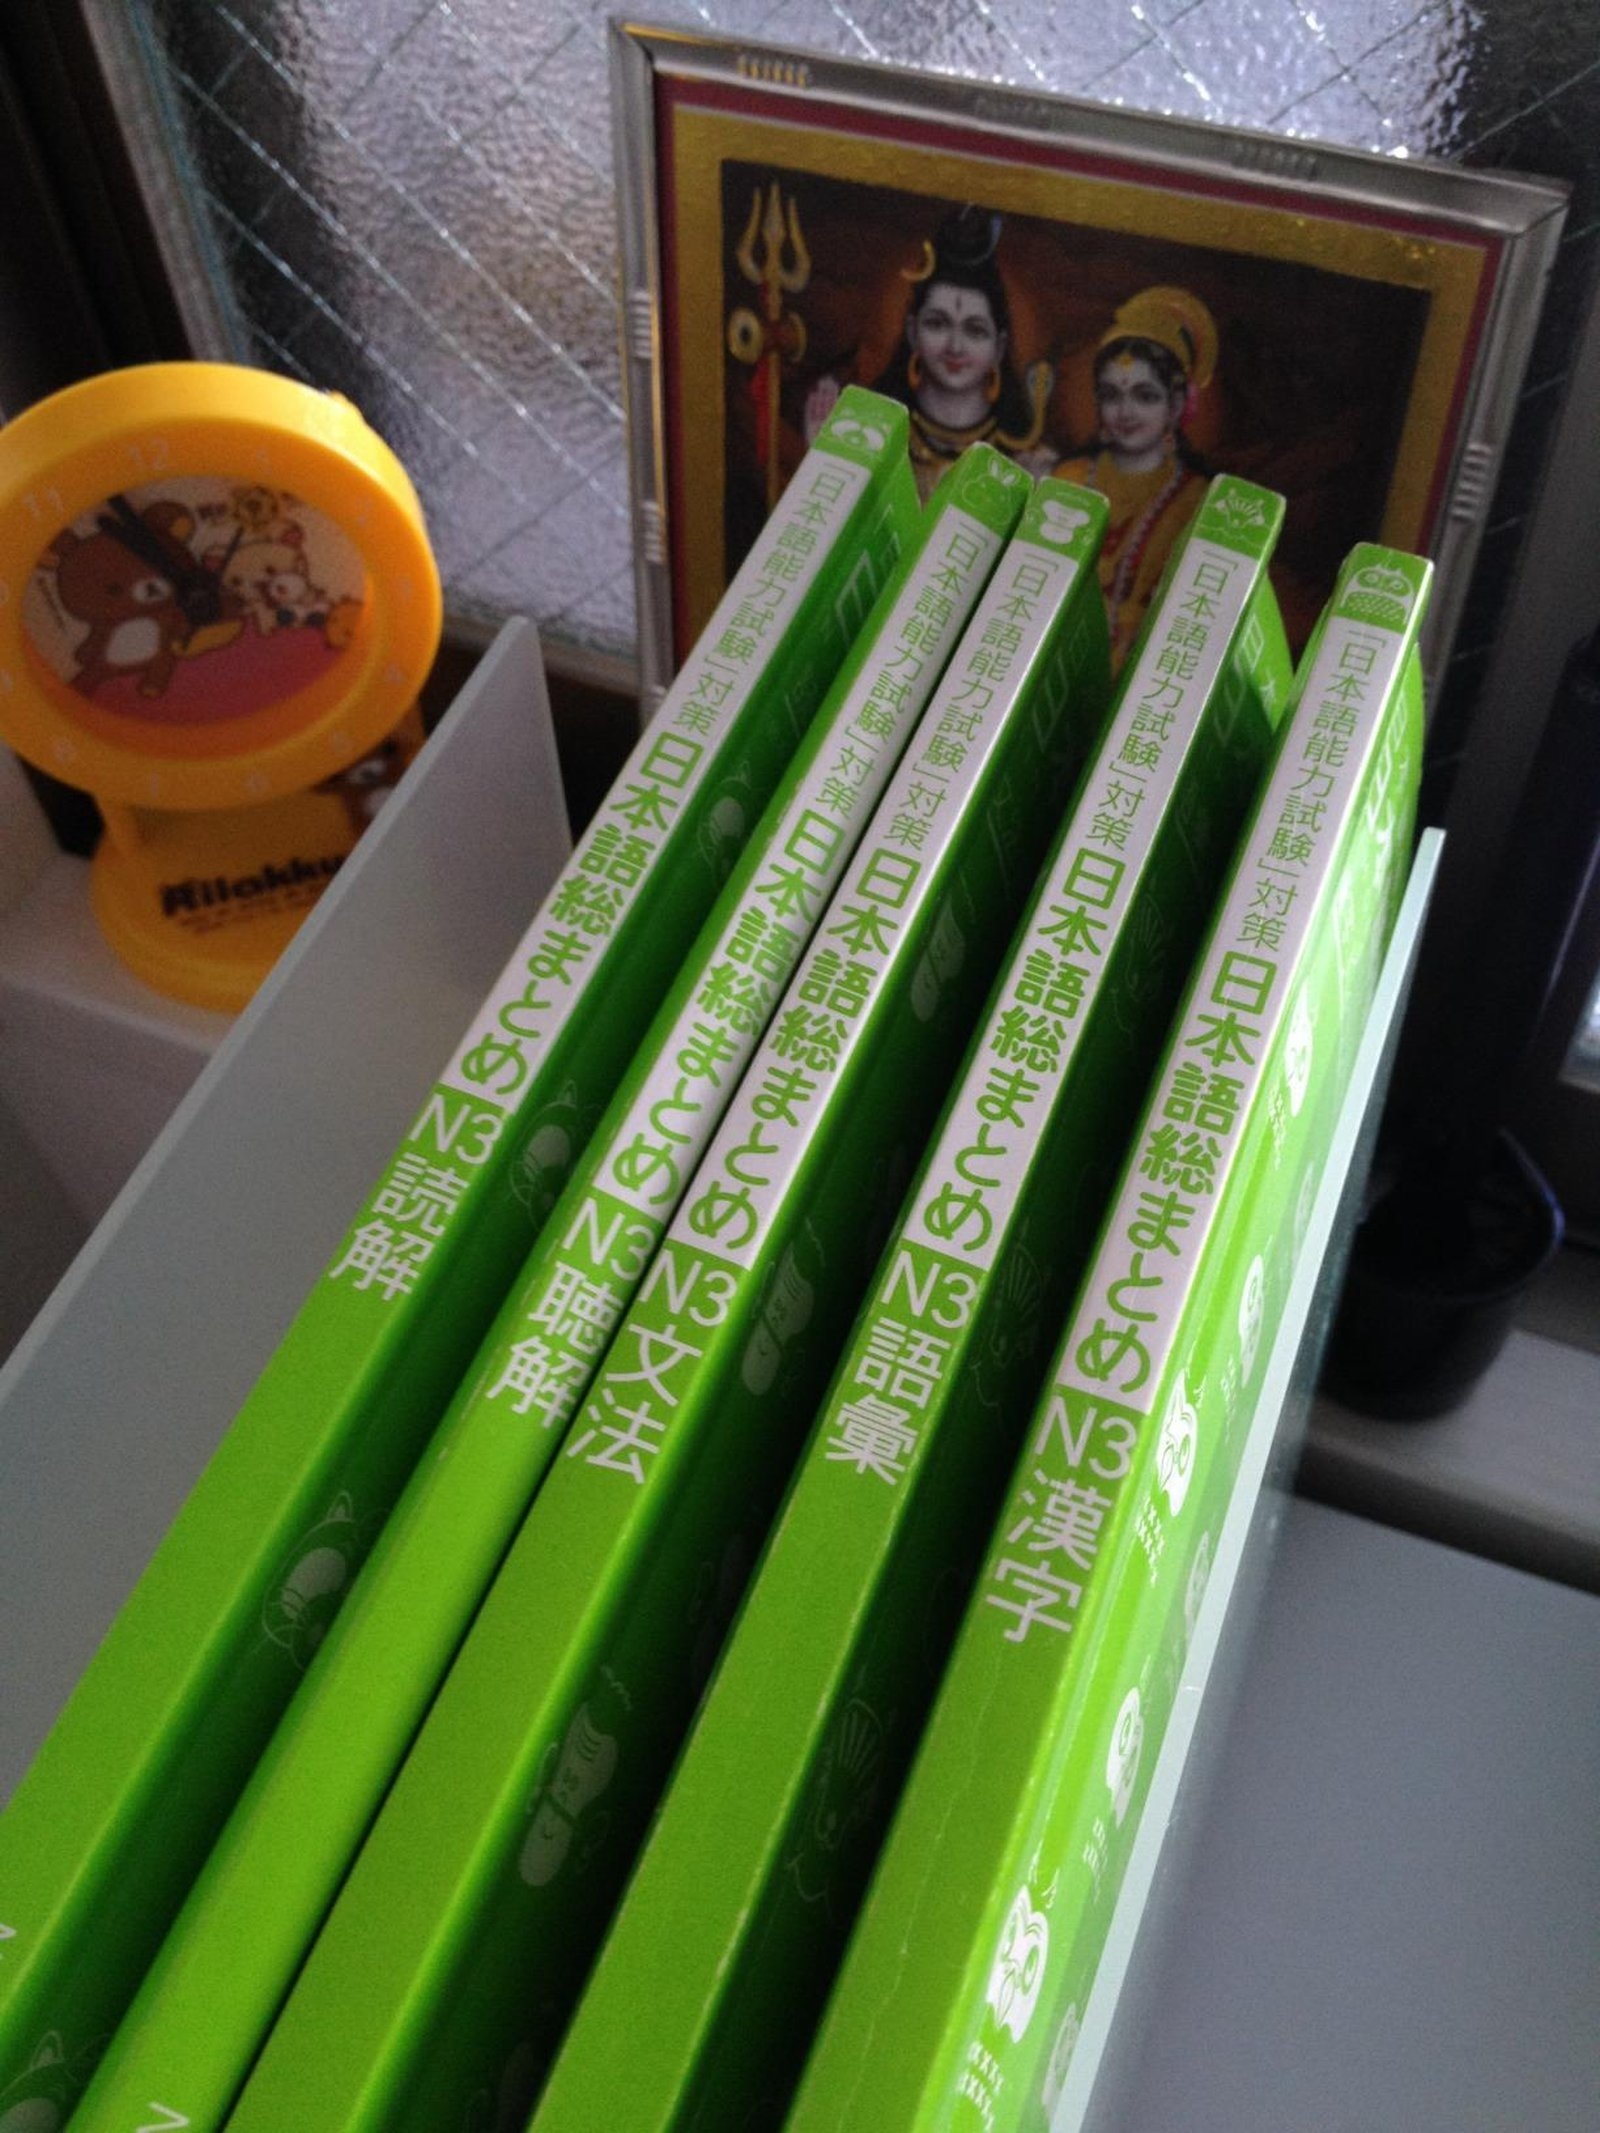 「日本語能力試験」対策 日本語総まとめ N3 読解
「日本語能力試験」対策 日本語総まとめ N3 聴解
「日本語能力試験」対策 日本語総まとめ N3 文法
「日本語能力試験」対策 日本語総まとめ N3 語彙
「日本語能力試験」対策 日本語総まとめ N3 漢字
Rilakku
12
11